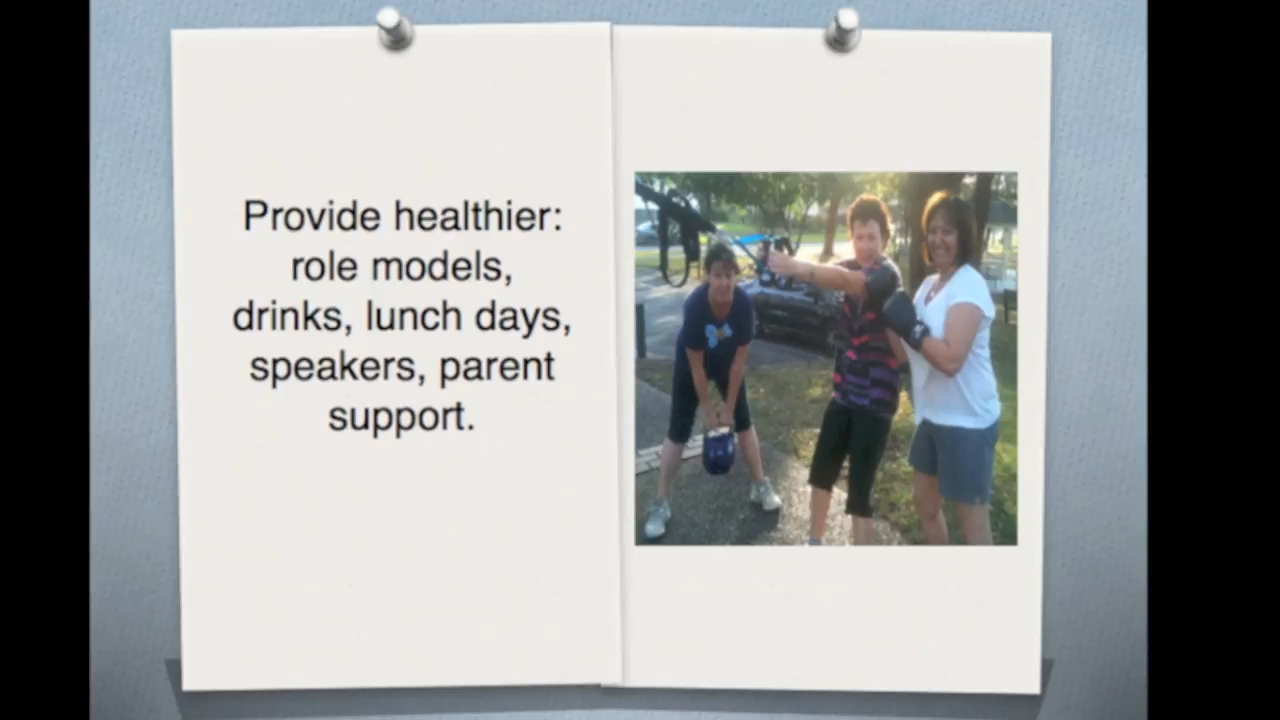 Provide healthier:
role models,
drinks, lunch days,
speakers, parent
support.